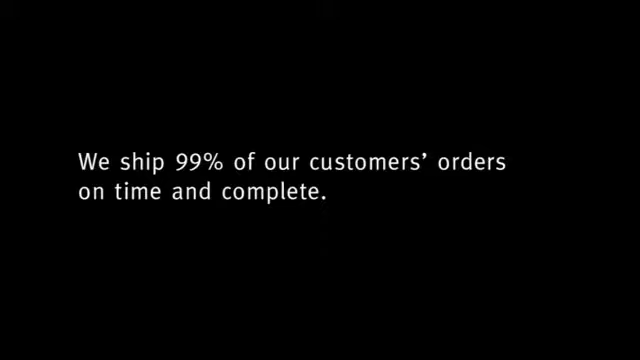 We ship 99% of our customers’ orders
on time and complete.